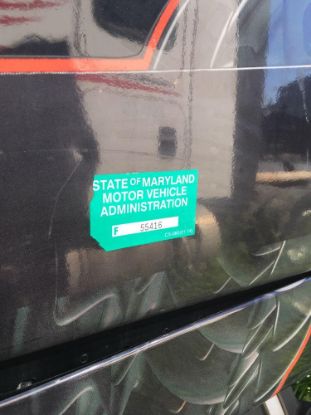 STATE OF MARYLAND
MOTOR VEHICLE
ADMINISTRATION
F 55416